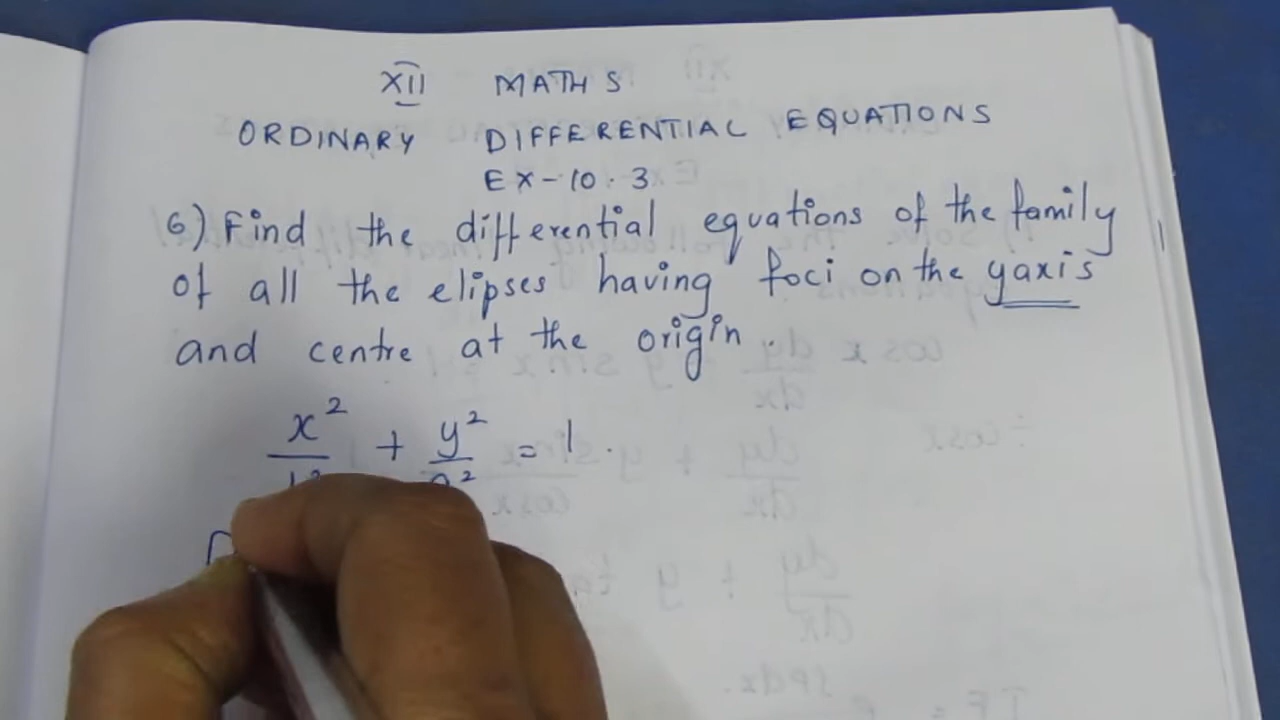 XII MATHS
ORDINARY DIFFERENTIAL EQUATIONS
EX-10.3
6) Find the differential equations of the family
of all the elipses having foci on the yaxis
and centre at the origin.
x² + y² = 1.